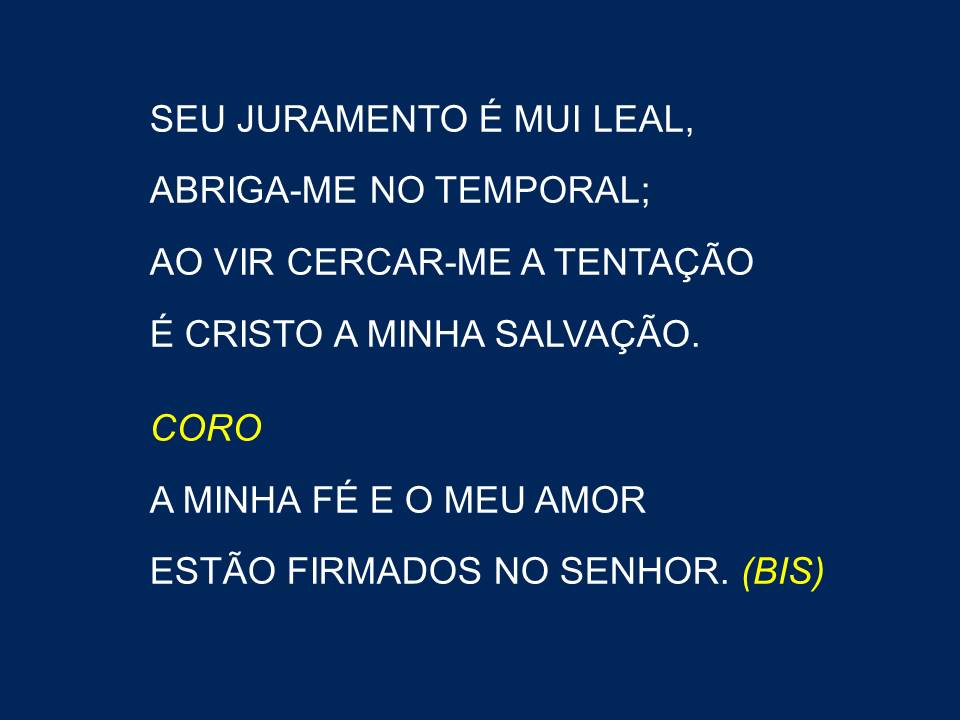 SEU JURAMENTO É MUI LEAL,
ABRIGA-ME NO TEMPORAL;
AO VIR CERCAR-ME A TENTAÇÃO
É CRISTO A MINHA SALVAÇÃO.
CORO
A MINHA FÉ E O MEU AMOR
ESTÃO FIRMADOS NO SENHOR. (BIS)